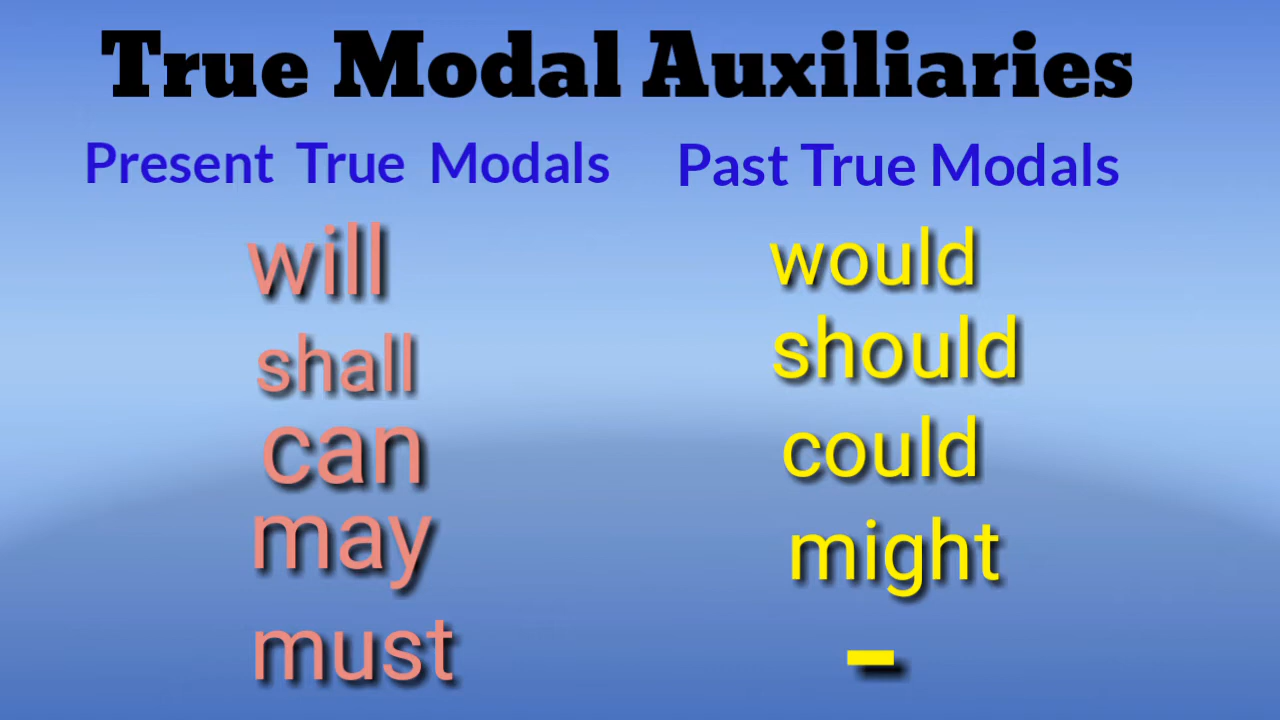 True Modal Auxiliaries
Present True Modals Past True Modals
will would
shall should
can could
may might
must -